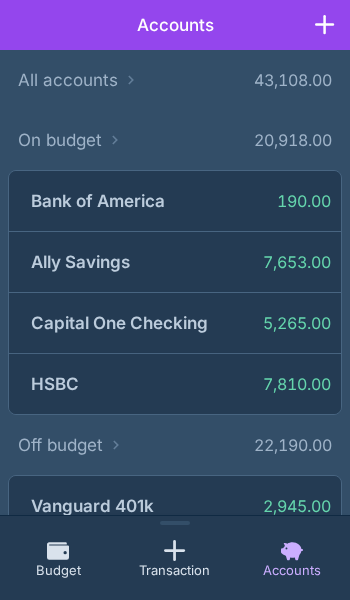 Accounts
All accounts 43,108.00
On budget 20,918.00
Bank of America 190.00
Ally Savings 7,653.00
Capital One Checking 5,265.00
HSBC 7,810.00
Off budget 22,190.00
Vanguard 401k 2,945.00
Budget Transaction Accounts